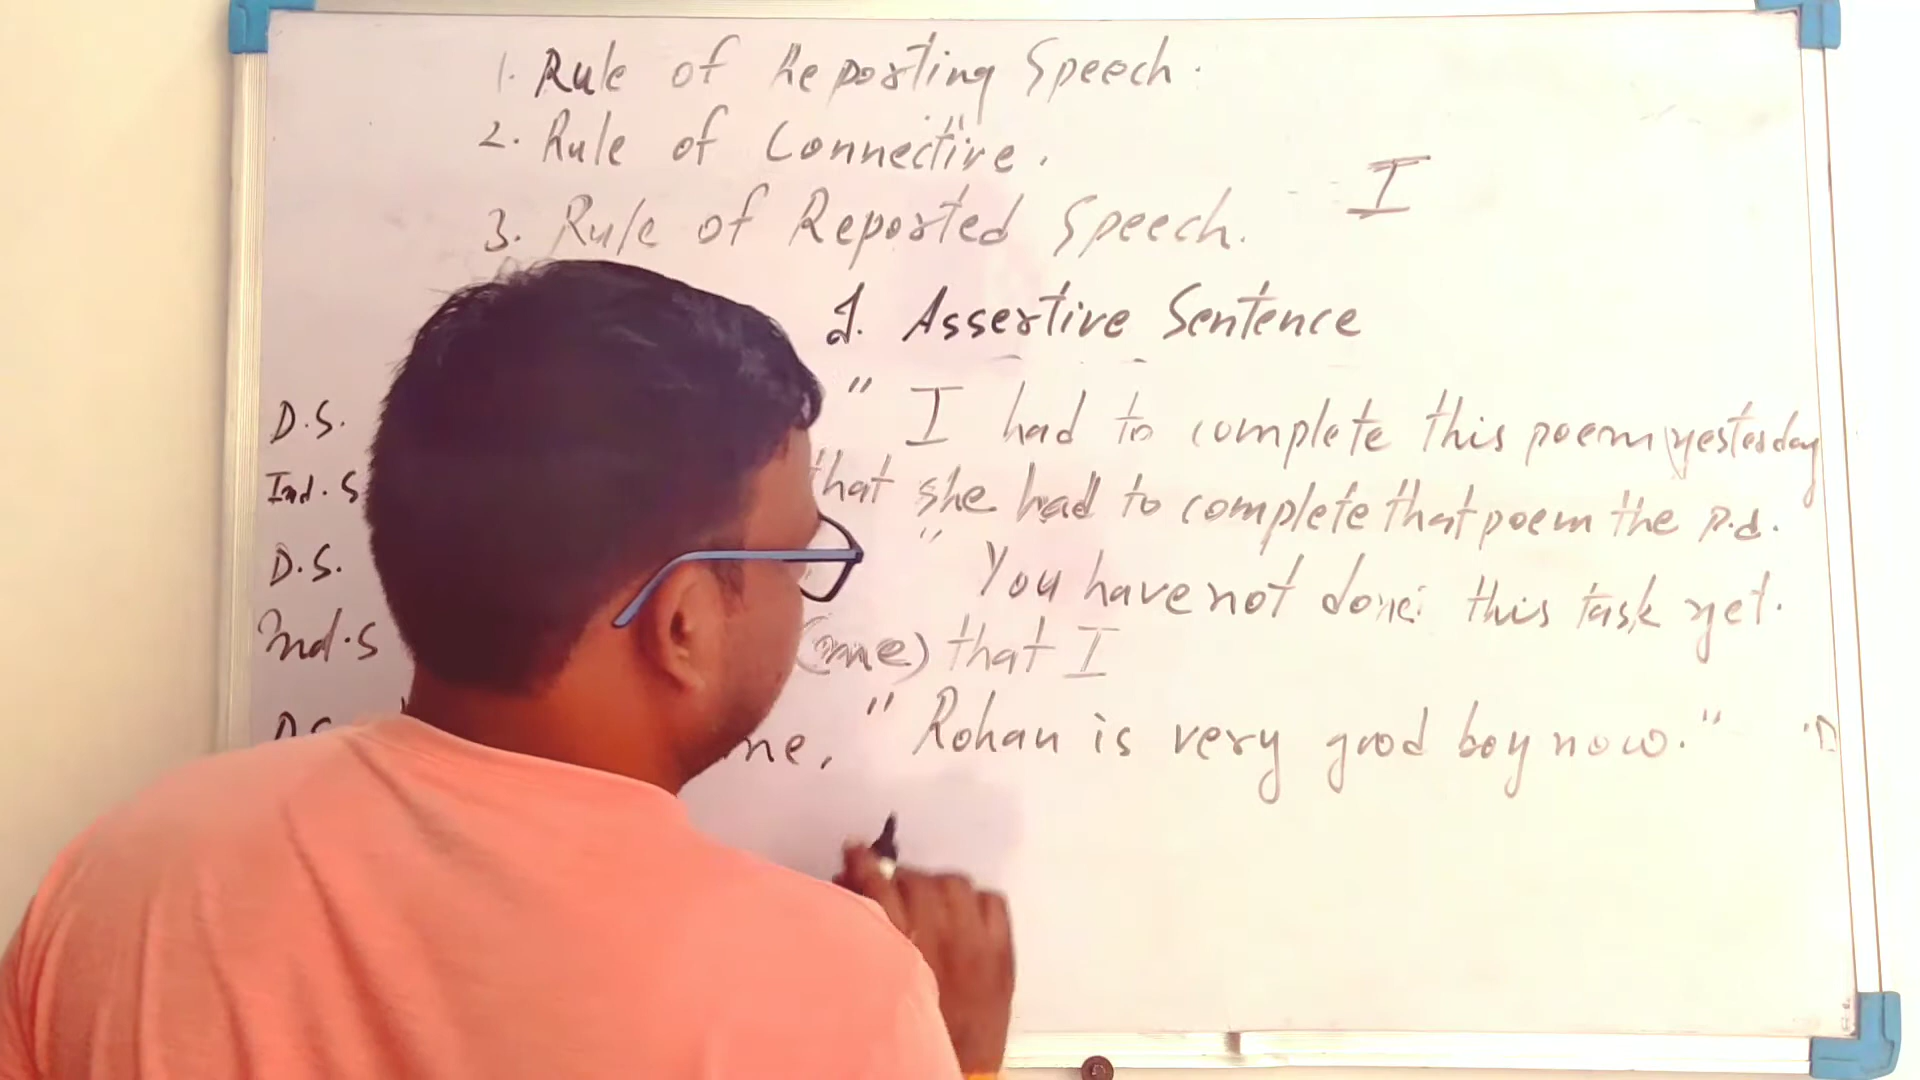 1. Rule of Reporting Speech.
2. Rule of Connective.
I
3. Rule of Reported Speech.
1. Assertive Sentence
D.S. " I had to complete this poem yesterday
Ind. S that she had to complete that poem the p.d.
D.S. " You have not done this task yet.
Ind.S (me) that I
D.S. me, " Rohan is very good boy now."